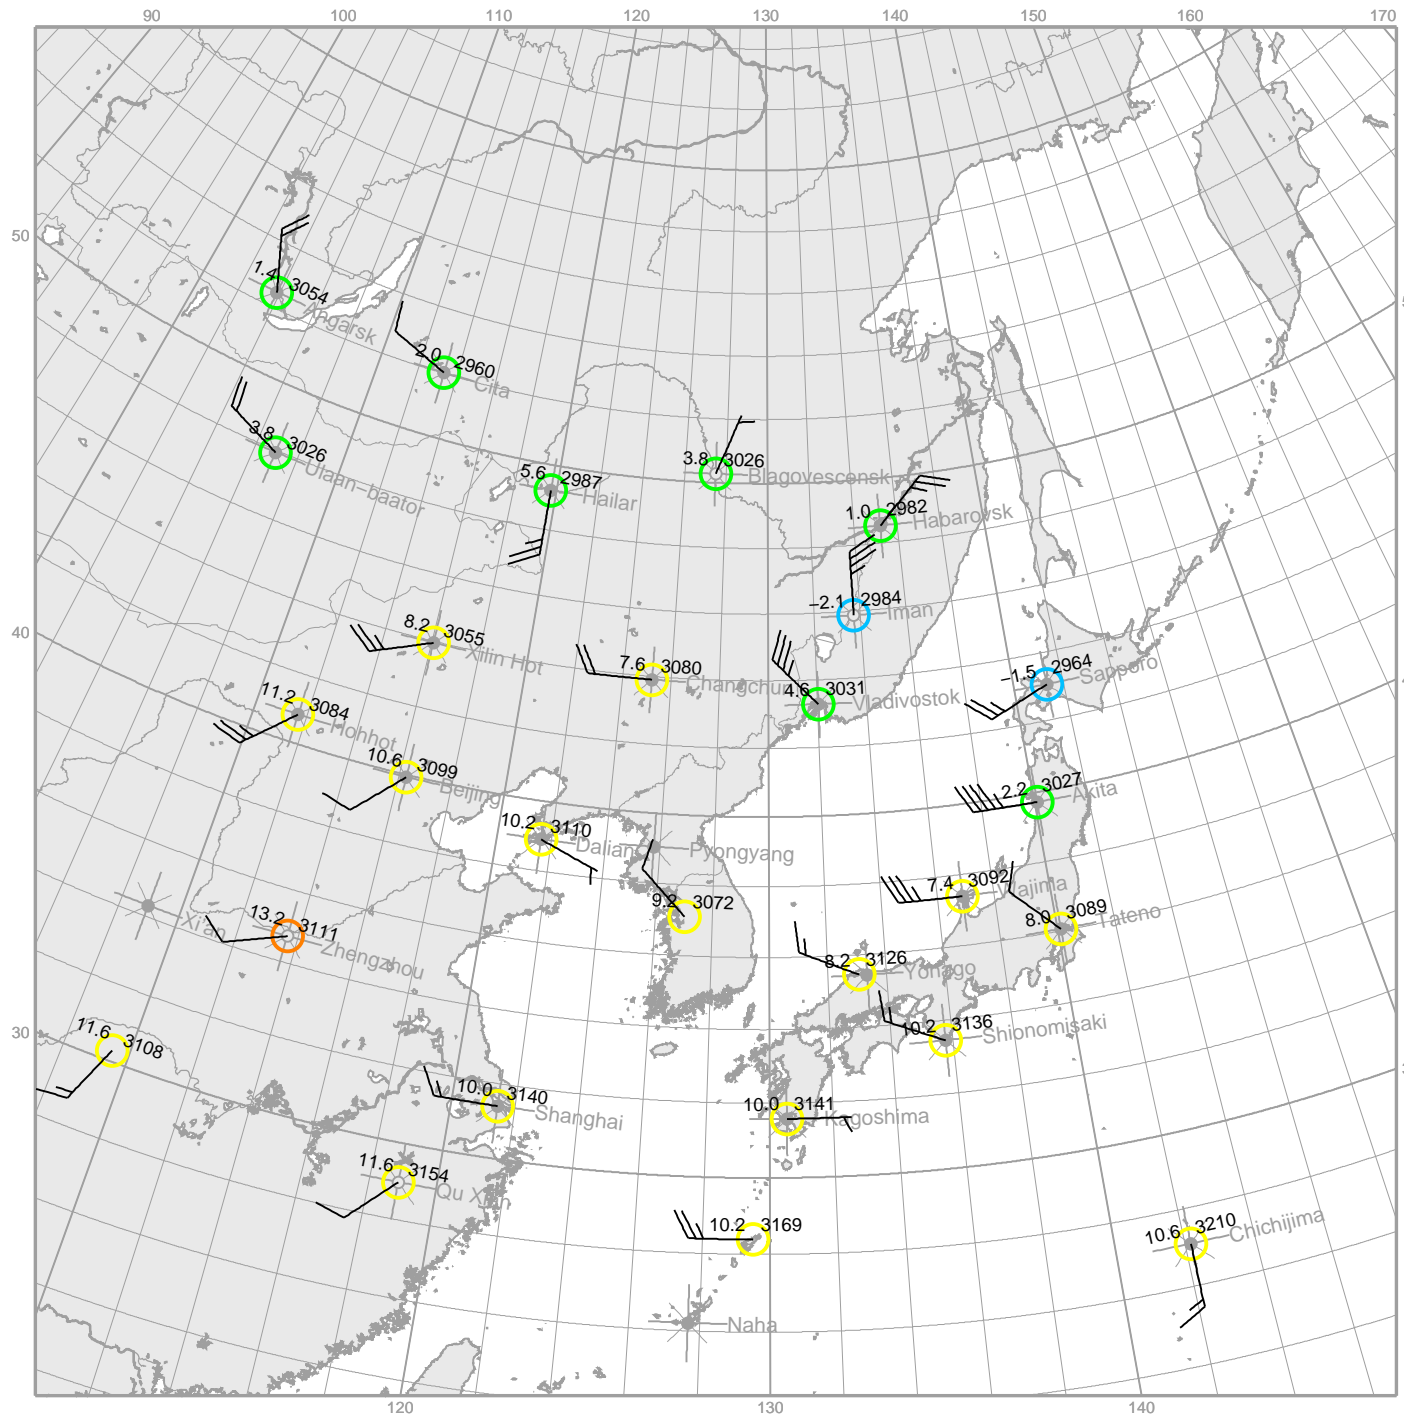 90 100 110 120 130 140 150 160 170
50
1.4 3054
Angarsk
2.0 2960
Cita
3.8 3026
Ulaan-baator
5.6 2987
Hailar
3.8 3026
Blagovescensk
1.0 2982
Habarovsk
-2.1 2984
Iman
40
8.2 3055
Xilin Hot
7.6 3080
Changchun
4.6 3031
Vladivostok
-1.5 2964
Sapporo
11.2 3084
Hohhot
10.6 3099
Beijing
2.2 3027
Akita
10.2 3110
Dalian
Pyongyang
9.2 3072
7.4 3092
Wajima
8.0 3089
Tateno
Xi'an
13.2 3111
Zhengzhou
8.2 3126
Yonago
30
11.6 3108
10.2 3136
Shionomisaki
10.0 3140
Shanghai
10.0 3141
Kagoshima
11.6 3154
Qu Xian
10.2 3169
10.6 3210
Chichijima
Naha
120 130 140